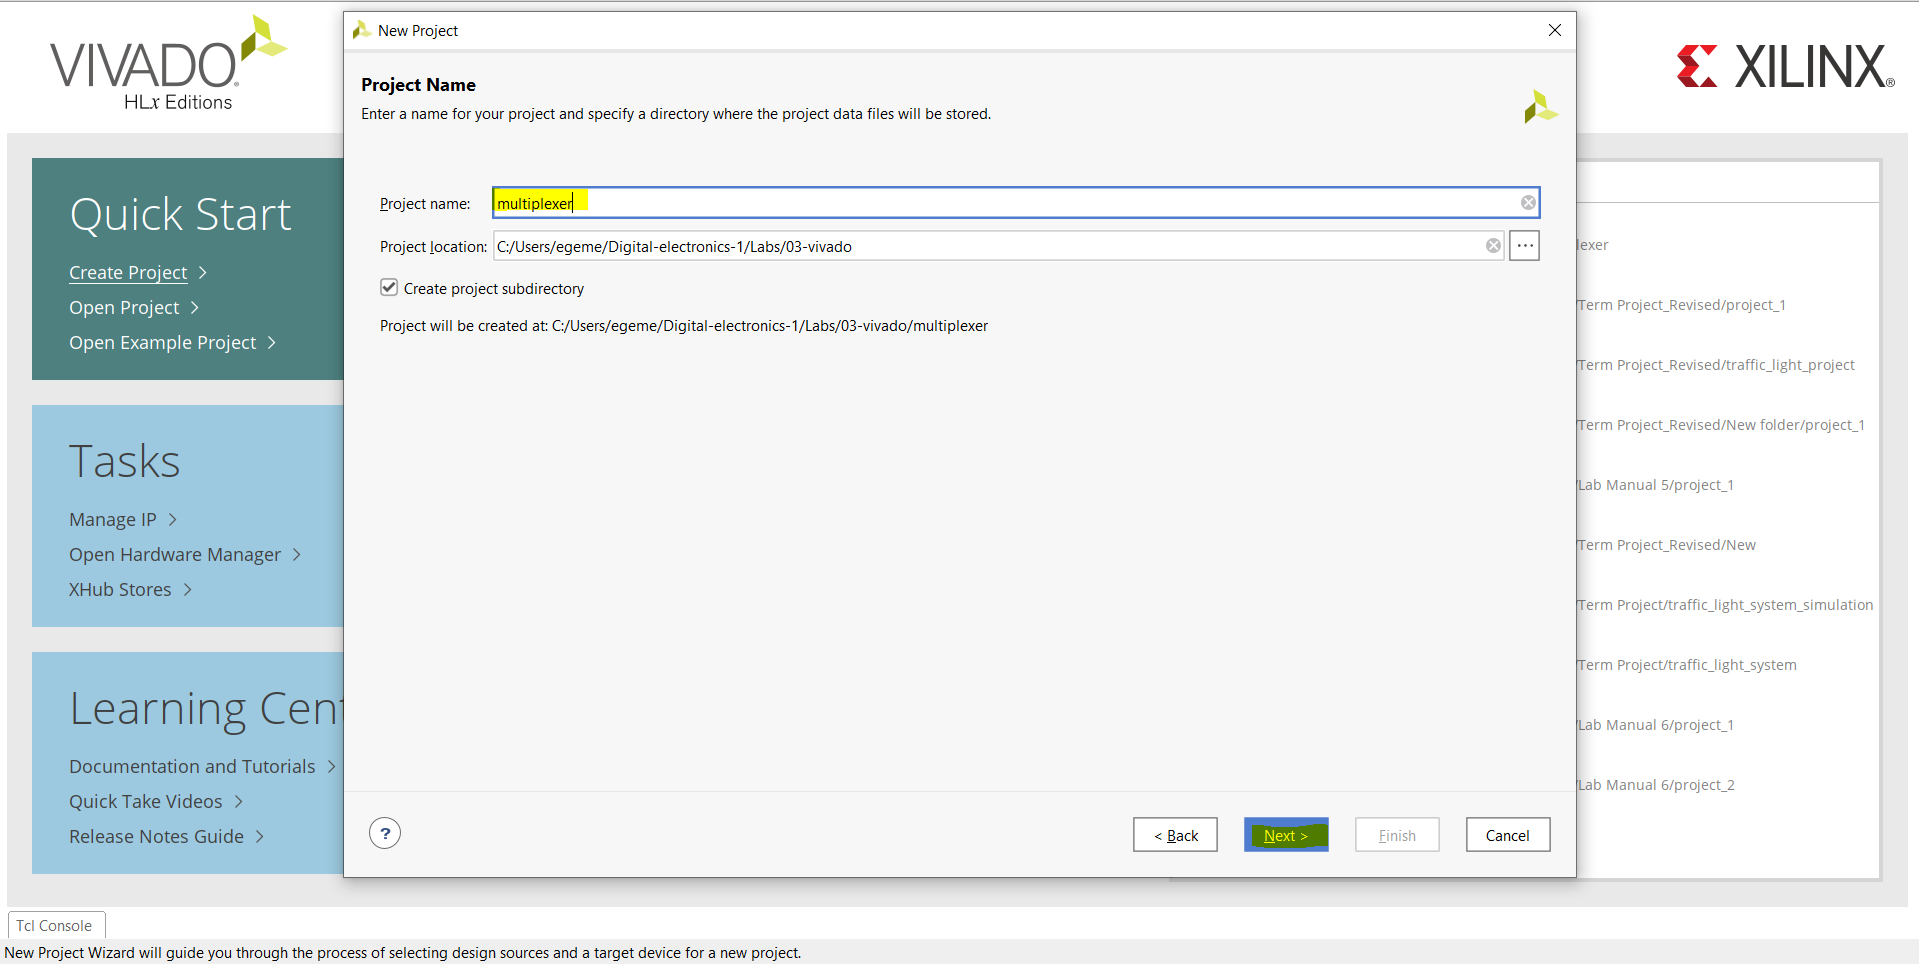 VIVADO
HLx Editions
XILINX®
Quick Start
Create Project
Open Project
Open Example Project
Tasks
Manage IP
Open Hardware Manager
XHub Stores
Learning Cent
Documentation and Tutorials
Quick Take Videos
Release Notes Guide
New Project
Project Name
Enter a name for your project and specify a directory where the project data files will be stored.
Project name: multiplexer
Project location: C:/Users/egeme/Digital-electronics-1/Labs/03-vivado ...
Create project subdirectory
Project will be created at: C:/Users/egeme/Digital-electronics-1/Labs/03-vivado/multiplexer
? < Back Next > Finish Cancel
lexer
/Term Project_Revised/project_1
/Term Project_Revised/traffic_light_project
/Term Project_Revised/New folder/project_1
/Lab Manual 5/project_1
/Term Project_Revised/New
/Term Project/traffic_light_system_simulation
/Term Project/traffic_light_system
/Lab Manual 6/project_1
/Lab Manual 6/project_2
Tcl Console
New Project Wizard will guide you through the process of selecting design sources and a target device for a new project.